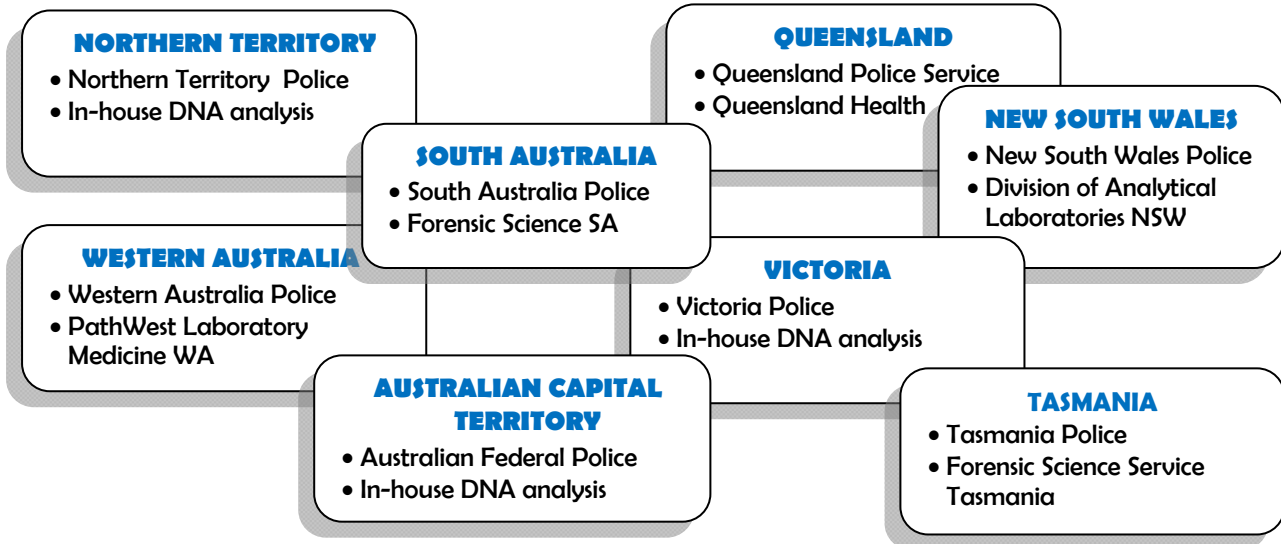 NORTHERN TERRITORY
• Northern Territory Police
• In-house DNA analysis
QUEENSLAND
• Queensland Police Service
• Queensland Health
NEW SOUTH WALES
• New South Wales Police
• Division of Analytical
Laboratories NSW
SOUTH AUSTRALIA
• South Australia Police
• Forensic Science SA
WESTERN AUSTRALIA
• Western Australia Police
• PathWest Laboratory
Medicine WA
VICTORIA
• Victoria Police
• In-house DNA analysis
AUSTRALIAN CAPITAL
TERRITORY
• Australian Federal Police
• In-house DNA analysis
TASMANIA
• Tasmania Police
• Forensic Science Service
Tasmania